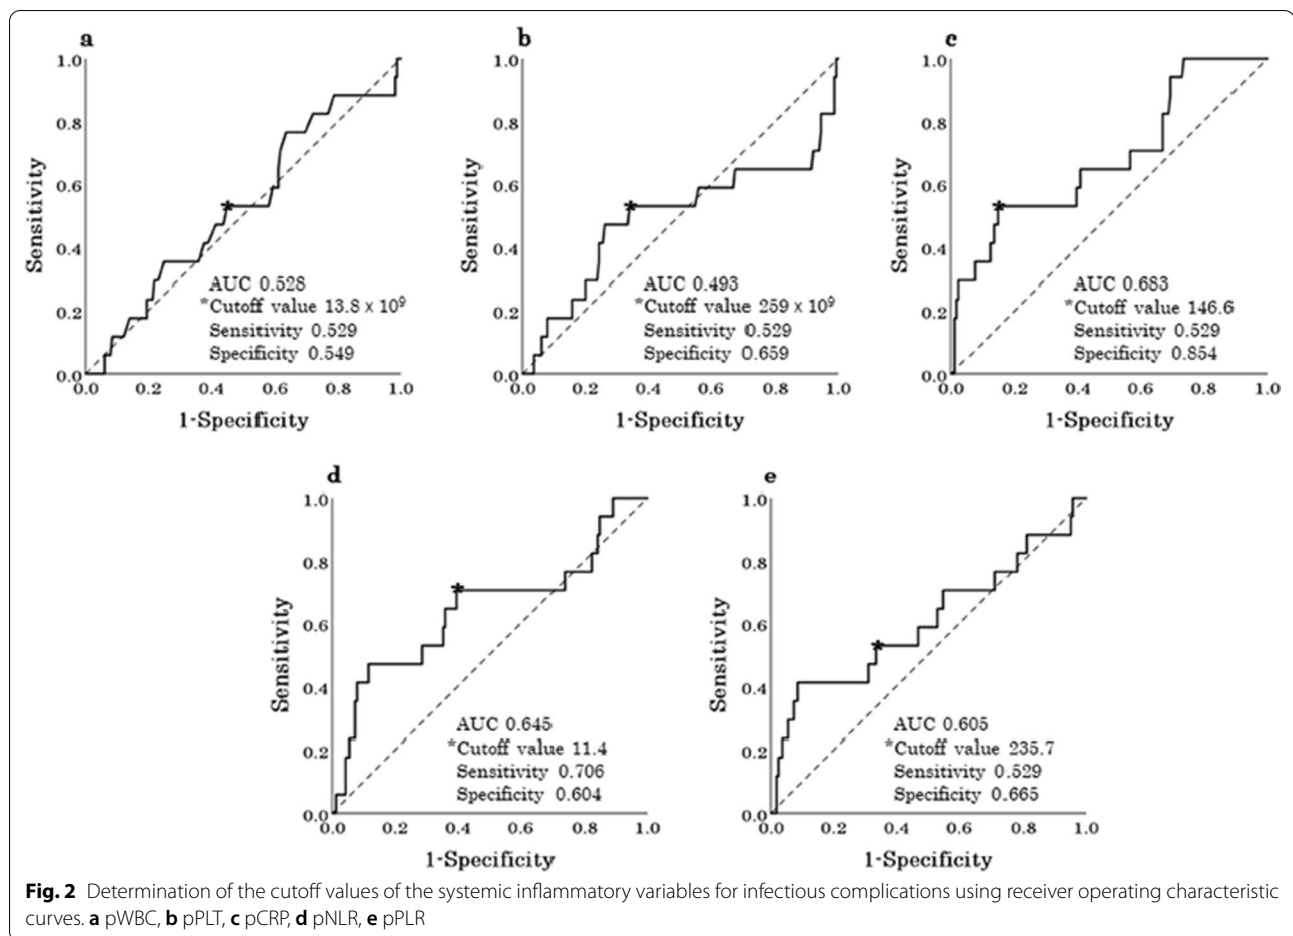 a
1.0
0.8
0.6
0.4
0.2
0.0
0.0 0.2 0.4 0.6 0.8 1.0
Sensitivity
1-Specificity
*
AUC 0.528
*Cutoff value 13.8 x 10⁹
Sensitivity 0.529
Specificity 0.549
b
1.0
0.8
0.6
0.4
0.2
0.0
0.0 0.2 0.4 0.6 0.8 1.0
Sensitivity
1-Specificity
*
AUC 0.493
*Cutoff value 259 x 10⁹
Sensitivity 0.529
Specificity 0.659
c
1.0
0.8
0.6
0.4
0.2
0.0
0.0 0.2 0.4 0.6 0.8 1.0
Sensitivity
1-Specificity
*
AUC 0.683
*Cutoff value 146.6
Sensitivity 0.529
Specificity 0.854
d
1.0
0.8
0.6
0.4
0.2
0.0
0.0 0.2 0.4 0.6 0.8 1.0
Sensitivity
1-Specificity
*
AUC 0.645
*Cutoff value 11.4
Sensitivity 0.706
Specificity 0.604
e
1.0
0.8
0.6
0.4
0.2
0.0
0.0 0.2 0.4 0.6 0.8 1.0
Sensitivity
1-Specificity
*
AUC 0.605
*Cutoff value 235.7
Sensitivity 0.529
Specificity 0.665
Fig. 2 Determination of the cutoff values of the systemic inflammatory variables for infectious complications using receiver operating characteristic
curves. a pWBC, b pPLT, c pCRP, d pNLR, e pPLR